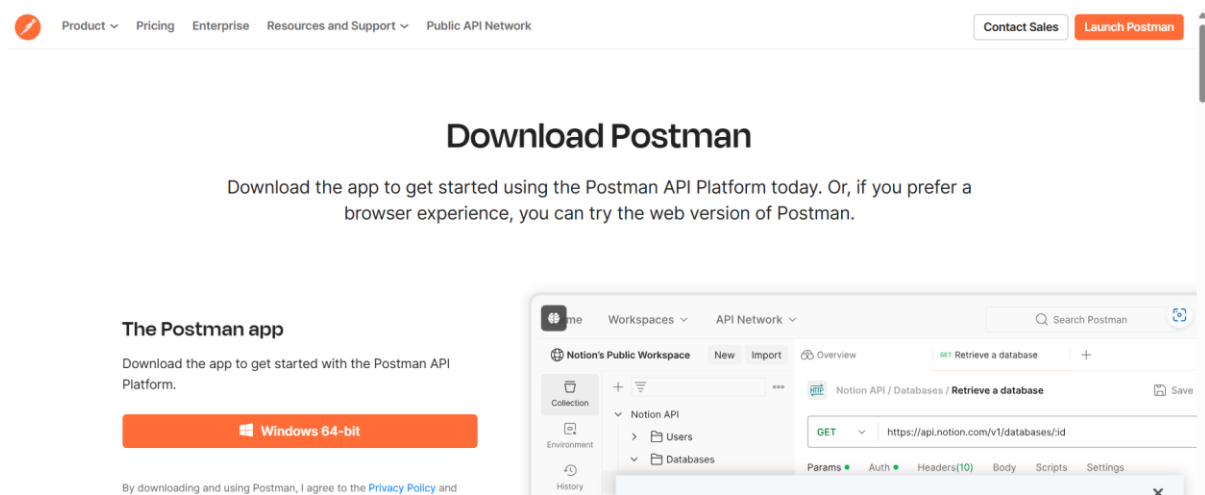 Product Pricing Enterprise Resources and Support Public API Network Contact Sales Launch Postman
Download Postman
Download the app to get started using the Postman API Platform today. Or, if you prefer a
browser experience, you can try the web version of Postman.
The Postman app
Download the app to get started with the Postman API
Platform.
Windows 64-bit
By downloading and using Postman, I agree to the Privacy Policy and
me Workspaces API Network Search Postman
Notion's Public Workspace New Import Overview GET Retrieve a database
Collection
Environment
History
Notion API
Users
Databases
HTTP Notion API / Databases / Retrieve a database Save
GET https://api.notion.com/v1/databases/:id
Params Auth Headers(10) Body Scripts Settings